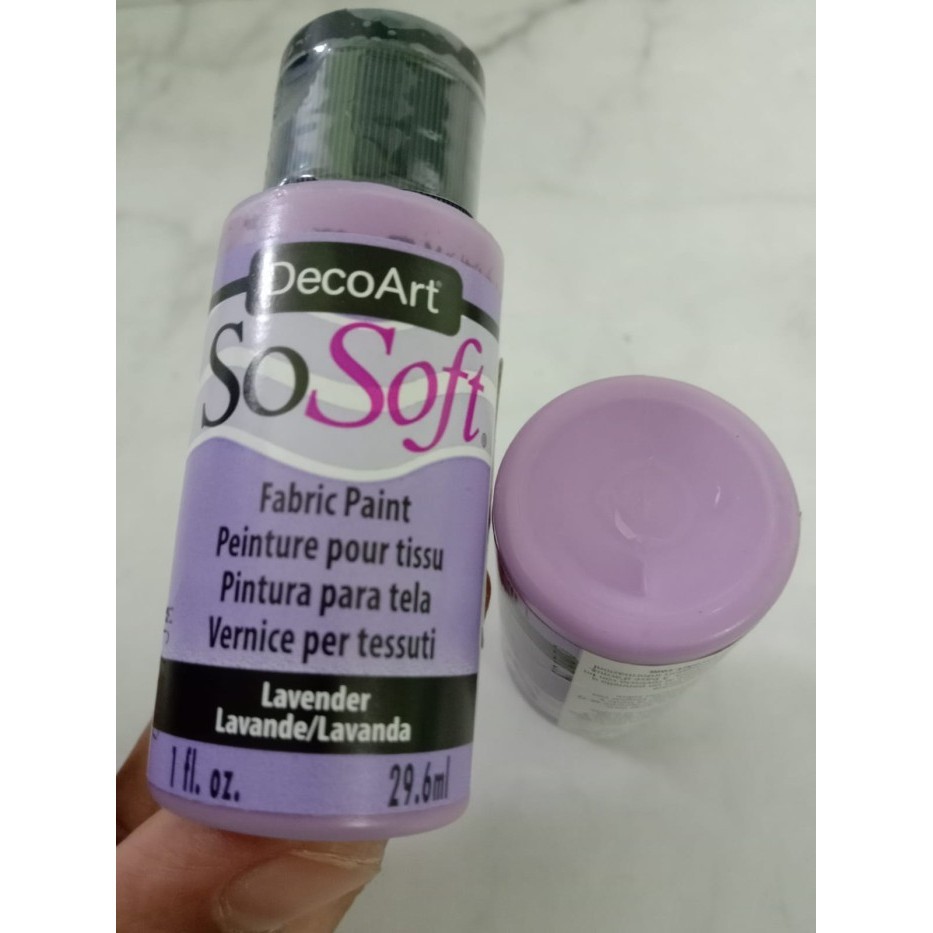 DecoArt®
SoSoft®
Fabric Paint
Peinture pour tissu
Pintura para tela
Vernice per tessuti
Lavender
Lavande/Lavanda
1 fl. oz. 29.6ml